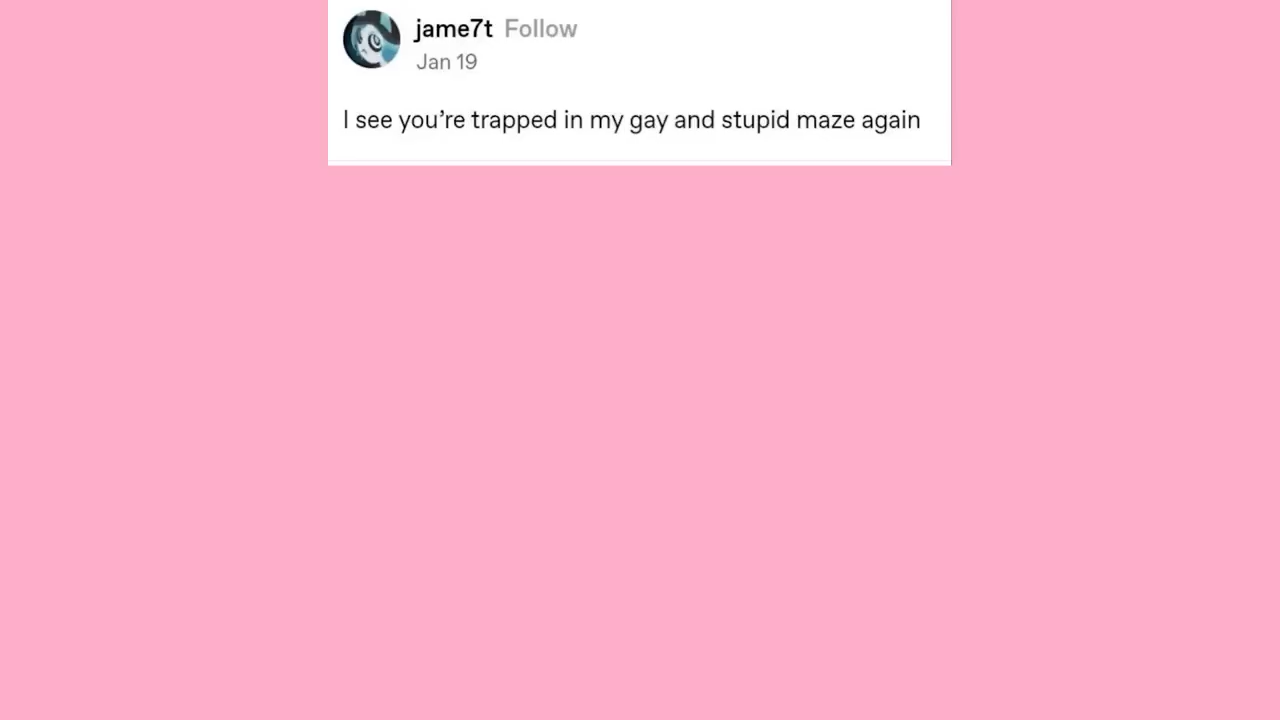 jame7t Follow
Jan 19
I see you’re trapped in my gay and stupid maze again